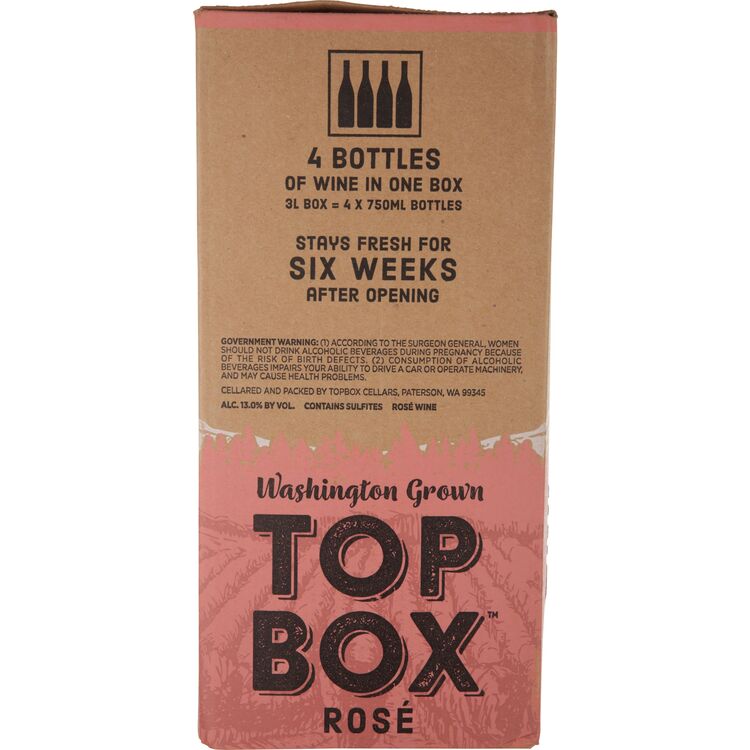 4 BOTTLES
OF WINE IN ONE BOX
3L BOX = 4 X 750ML BOTTLES
STAYS FRESH FOR
SIX WEEKS
AFTER OPENING
GOVERNMENT WARNING: (1) ACCORDING TO THE SURGEON GENERAL, WOMEN
SHOULD NOT DRINK ALCOHOLIC BEVERAGES DURING PREGNANCY BECAUSE
OF THE RISK OF BIRTH DEFECTS. (2) CONSUMPTION OF ALCOHOLIC
BEVERAGES IMPAIRS YOUR ABILITY TO DRIVE A CAR OR OPERATE MACHINERY,
AND MAY CAUSE HEALTH PROBLEMS.
CELLARED AND PACKED BY TOPBOX CELLARS, PATERSON, WA 99345
ALC. 13.0% BY VOL. CONTAINS SULFITES ROSÉ WINE
Washington Grown
TOP
BOX™
ROSÉ